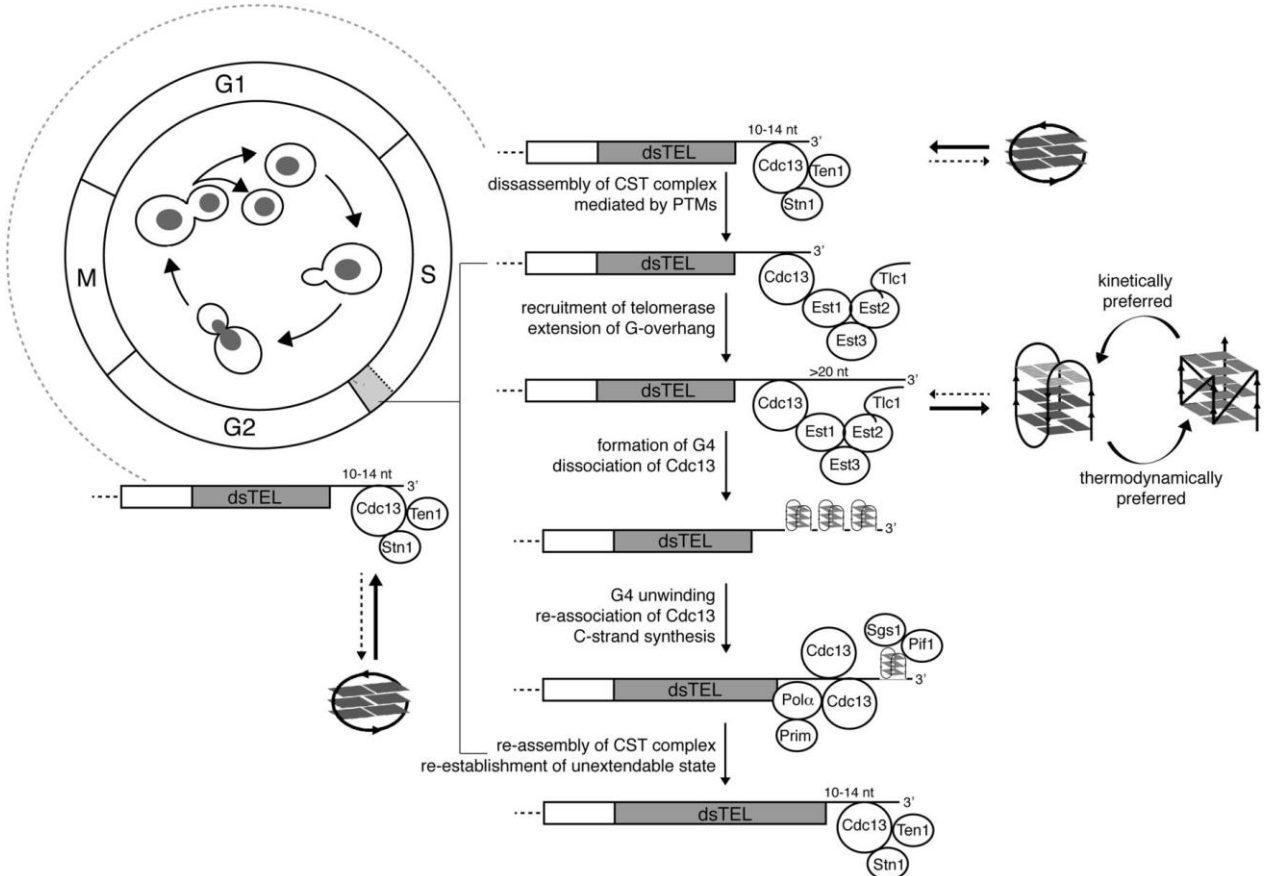 G1
S
G2
M
10-14 nt
3’
dsTEL
Cdc13
Ten1
Stn1
dissassembly of CST complex
mediated by PTMs
3’
dsTEL
Cdc13
Tlc1
Est1
Est2
Est3
recruitment of telomerase
extension of G-overhang
>20 nt
3’
dsTEL
Cdc13
Tlc1
Est1
Est2
Est3
kinetically
preferred
thermodynamically
preferred
formation of G4
dissociation of Cdc13
10-14 nt
3’
dsTEL
Cdc13
Ten1
Stn1
dsTEL
3’
G4 unwinding
re-association of Cdc13
C-strand synthesis
Sgs1
Pif1
Cdc13
3’
dsTEL
Polα
Cdc13
Prim
re-assembly of CST complex
re-establishment of unextendable state
10-14 nt
3’
dsTEL
Cdc13
Ten1
Stn1